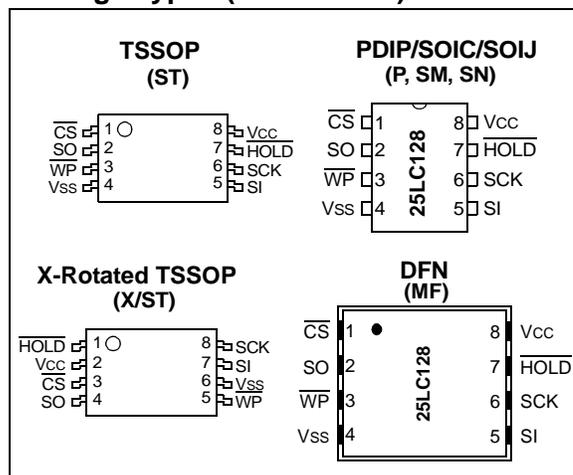 TSSOP
(ST)
CS 1 8 VCC
SO 2 7 HOLD
WP 3 6 SCK
VSS 4 5 SI
PDIP/SOIC/SOIJ
(P, SM, SN)
CS 1 8 VCC
SO 2 7 HOLD
WP 3 6 SCK
VSS 4 5 SI
25LC128
X-Rotated TSSOP
(X/ST)
HOLD 1 8 SCK
VCC 2 7 SI
CS 3 6 VSS
SO 4 5 WP
DFN
(MF)
CS 1 8 VCC
SO 2 7 HOLD
WP 3 6 SCK
VSS 4 5 SI
25LC128